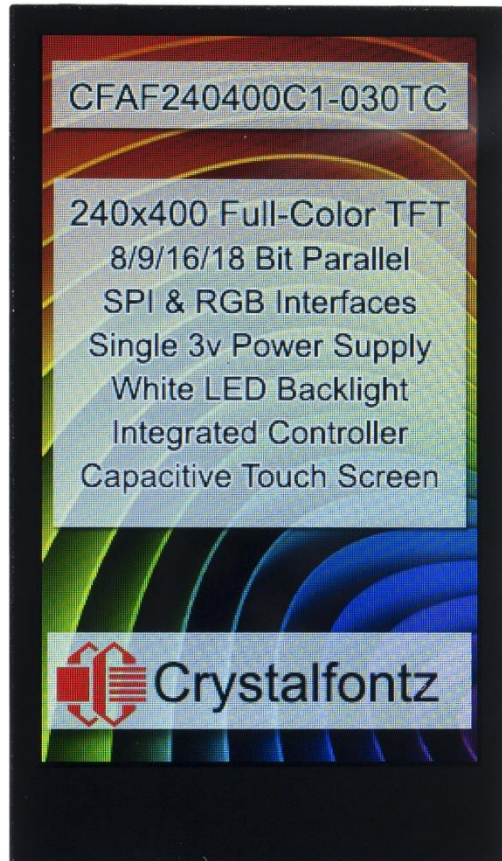 CFAF240400C1-030TC
240x400 Full-Color TFT
8/9/16/18 Bit Parallel
SPI & RGB Interfaces
Single 3v Power Supply
White LED Backlight
Integrated Controller
Capacitive Touch Screen
Crystalfontz